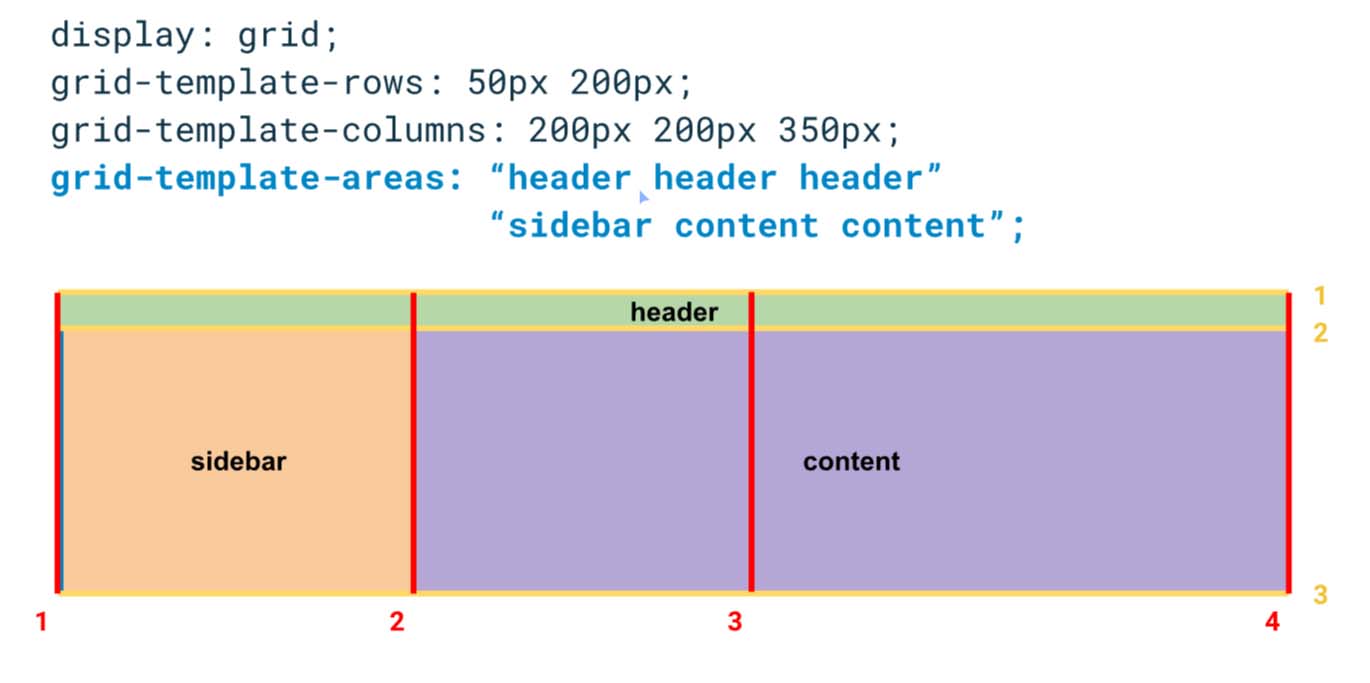 display: grid;
grid-template-rows: 50px 200px;
grid-template-columns: 200px 200px 350px;
grid-template-areas: “header header header”
“sidebar content content”;
header
1
2
sidebar
content
3
1
2
3
4